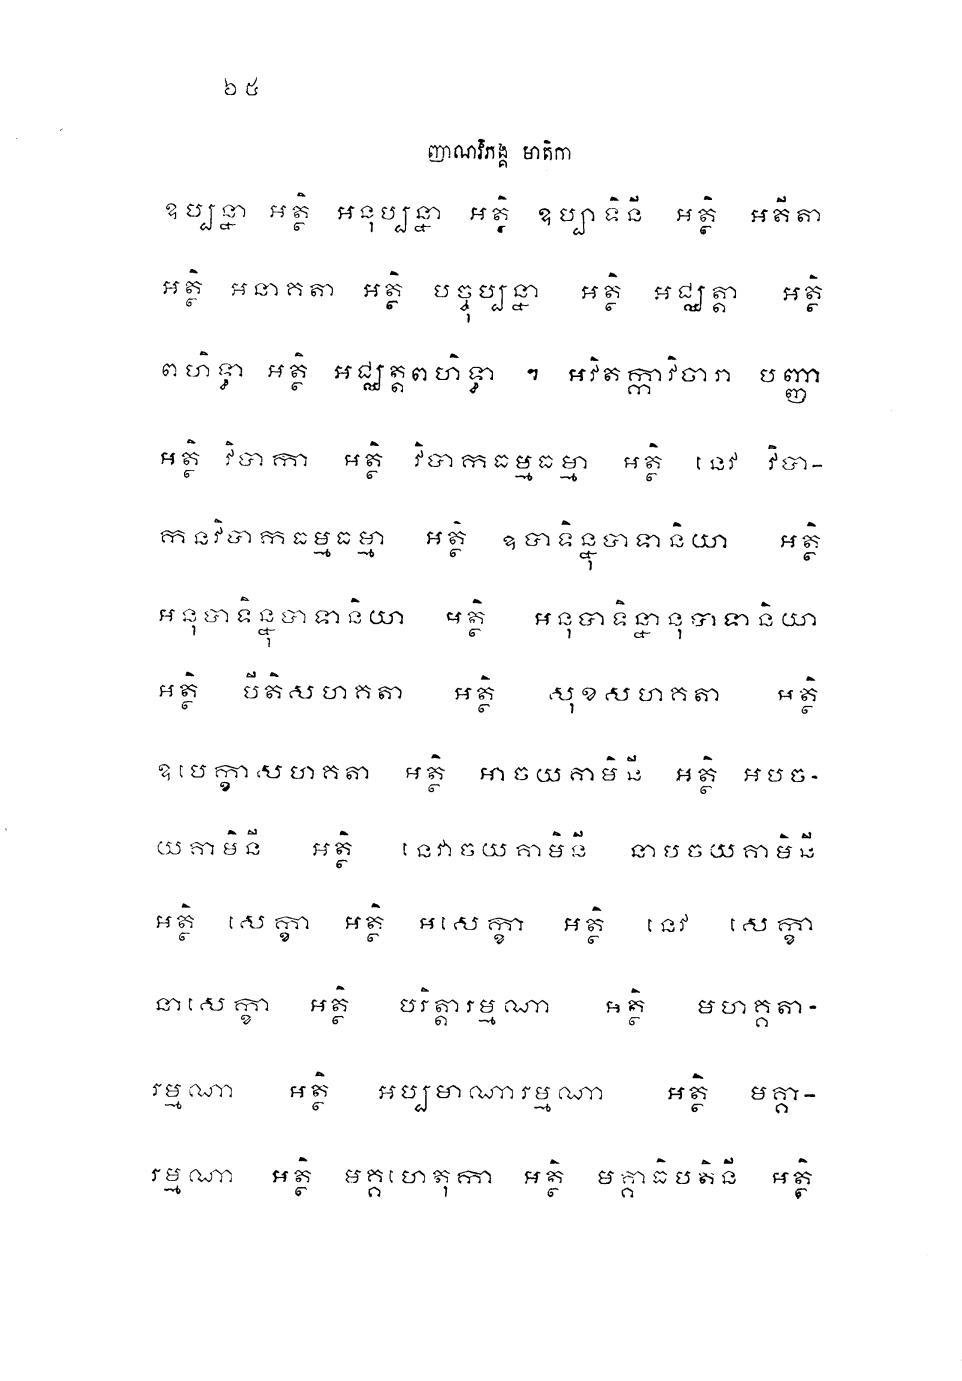 ៦៥
ញាណវិភង្គ មាតិកា
ឧប្បន្នា អត្ថិ អនុប្បន្នា អត្ថិ ឧប្បាទិនី អត្ថិ អតីតា
អត្ថិ អនាគតា អត្ថិ បច្ចុប្បន្នា អត្ថិ អជ្ឈត្តា អត្ថិ
ពហិទ្ធា អត្ថិ អជ្ឈត្តពហិទ្ធា ។ អវិតក្កាវិចារា បញ្ញា
អត្ថិ វិបាកា អត្ថិ វិបាកធម្មធម្មា អត្ថិ នេវ វិបា-
កនវិបាកធម្មធម្មា អត្ថិ ឧបាទិន្នុបាទានិយា អត្ថិ
អនុបាទិន្នុបាទានិយា អត្ថិ អនុបាទិន្នានុបាទានិយា
អត្ថិ បីតិសហគតា អត្ថិ សុខសហគតា អត្ថិ
ឧបេក្ខាសហគតា អត្ថិ អាចយគាមិនី អត្ថិ អបច-
យគាមិនី អត្ថិ នេវាចយគាមិនី នាបចយគាមិនី
អត្ថិ សេក្ខា អត្ថិ អសេក្ខា អត្ថិ នេវ សេក្ខា
នាសេក្ខា អត្ថិ បរិត្តារម្មណា អត្ថិ មហគ្គតា-
រម្មណា អត្ថិ អប្បមាណារម្មណា អត្ថិ មគ្គា-
រម្មណា អត្ថិ មគ្គហេតុកា អត្ថិ មគ្គាធិបតិនី អត្ថិ